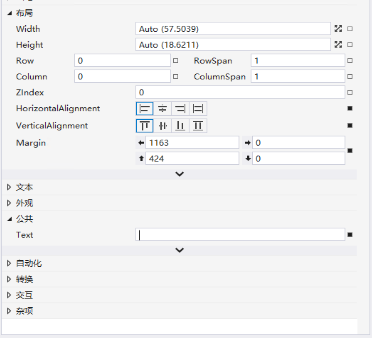 布局
Width Auto (57.5039)
Height Auto (18.6211)
Row 0 RowSpan 1
Column 0 ColumnSpan 1
ZIndex 0
HorizontalAlignment
VerticalAlignment
Margin 1163 0
424 0
文本
外观
公共
Text
自动化
转换
交互
杂项